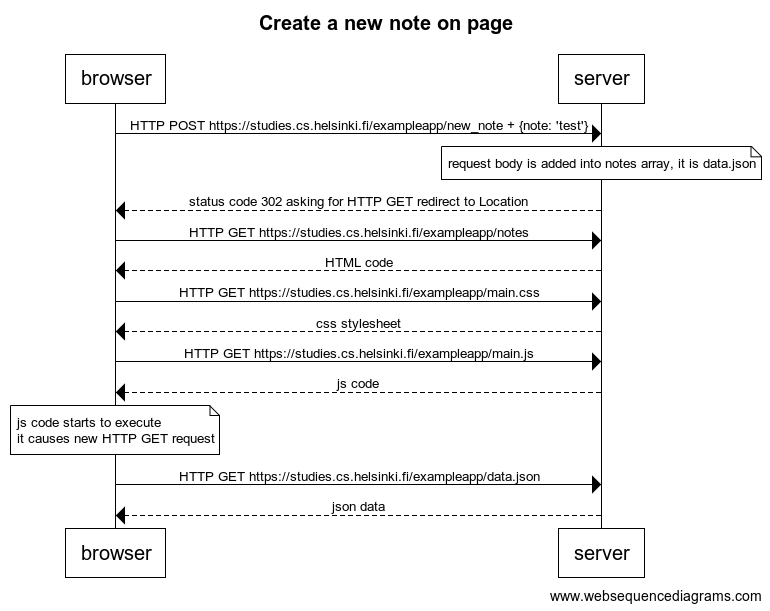 Create a new note on page
browser
server
HTTP POST https://studies.cs.helsinki.fi/exampleapp/new_note + {note: 'test'}
request body is added into notes array, it is data.json
status code 302 asking for HTTP GET redirect to Location
HTTP GET https://studies.cs.helsinki.fi/exampleapp/notes
HTML code
HTTP GET https://studies.cs.helsinki.fi/exampleapp/main.css
css stylesheet
HTTP GET https://studies.cs.helsinki.fi/exampleapp/main.js
js code
js code starts to execute
it causes new HTTP GET request
HTTP GET https://studies.cs.helsinki.fi/exampleapp/data.json
json data
browser
server
www.websequencediagrams.com